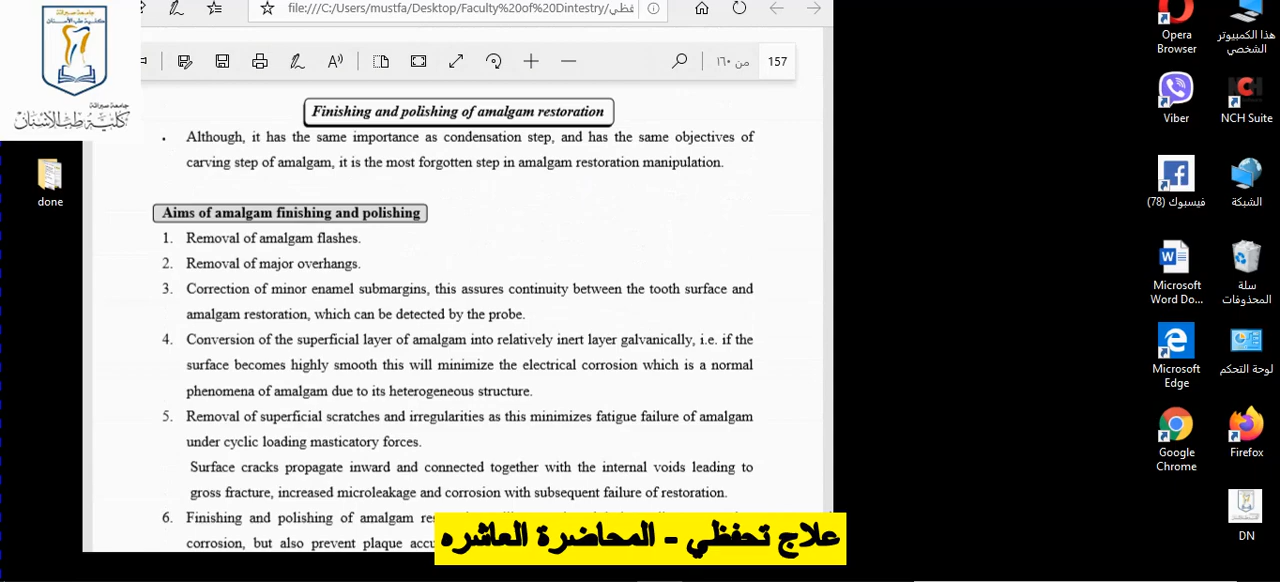 file:///C:/Users/mustfa/Desktop/Faculty%20of%20Dintestry/
من ١٦٠
157
جامعة صبراتة
كلية طب الأسنان
Finishing and polishing of amalgam restoration
Although, it has the same importance as condensation step, and has the same objectives of
carving step of amalgam, it is the most forgotten step in amalgam restoration manipulation.
Aims of amalgam finishing and polishing
1. Removal of amalgam flashes.
2. Removal of major overhangs.
3. Correction of minor enamel submargins, this assures continuity between the tooth surface and
amalgam restoration, which can be detected by the probe.
4. Conversion of the superficial layer of amalgam into relatively inert layer galvanically, i.e. if the
surface becomes highly smooth this will minimize the electrical corrosion which is a normal
phenomena of amalgam due to its heterogeneous structure.
5. Removal of superficial scratches and irregularities as this minimizes fatigue failure of amalgam
under cyclic loading masticatory forces.
Surface cracks propagate inward and connected together with the internal voids leading to
gross fracture, increased microleakage and corrosion with subsequent failure of restoration.
6. Finishing and polishing of amalgam
corrosion, but also prevent plaque
علاج تحفظي - المحاضرة العاشره
done
Opera
Browser
هذا الكمبيوتر
الشخصي
Viber
NCH Suite
فيسبوك (78)
الشبكة
Microsoft
Word Do...
سلة
المحذوفات
Microsoft
Edge
لوحة التحكم
Google
Chrome
Firefox
DN